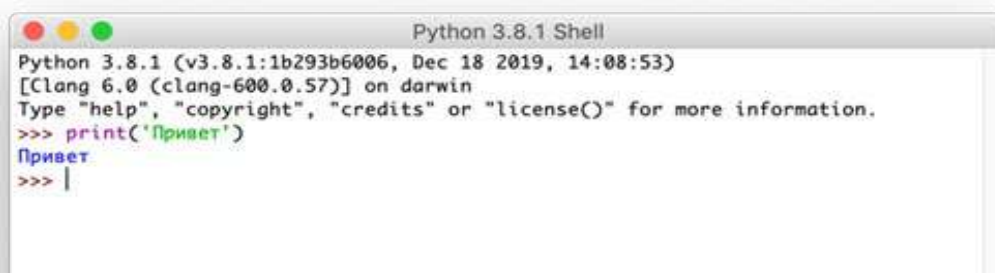 Python 3.8.1 Shell
Python 3.8.1 (v3.8.1:1b293b6006, Dec 18 2019, 14:08:53)
[Clang 6.0 (clang-600.0.57)] on darwin
Type "help", "copyright", "credits" or "license()" for more information.
>>> print('Привет')
Привет
>>>